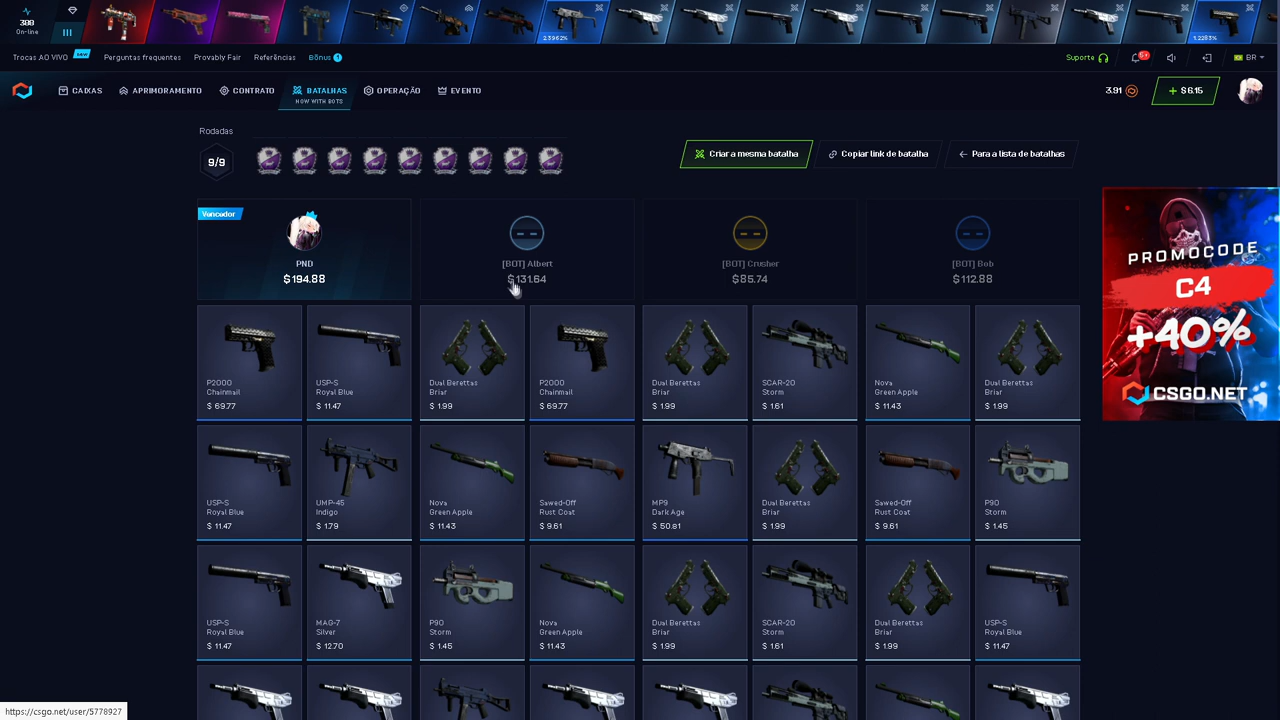 388
On-line
2.3962%
1.2283%
Trocas AO VIVO NEW
Perguntas frequentes
Provably Fair
Referências
Bônus 1
Suporte
5+
BR
CAIXAS
APRIMORAMENTO
CONTRATO
BATALHAS
NOW WITH BOTS
OPERAÇÃO
EVENTO
3.91
+ $ 6.15
Rodadas
9/9
Criar a mesma batalha
Copiar link de batalha
Para a lista de batalhas
Vencedor
PND
$194.88
[BOT] Albert
$131.64
[BOT] Crusher
$85.74
[BOT] Bob
$112.88
PROMOCODE
C4
+40%
CSGO.NET
P2000
Chainmail
$ 69.77
USP-S
Royal Blue
$ 11.47
Dual Berettas
Briar
$ 1.99
P2000
Chainmail
$ 69.77
Dual Berettas
Briar
$ 1.99
SCAR-20
Storm
$ 1.61
Nova
Green Apple
$ 11.43
Dual Berettas
Briar
$ 1.99
USP-S
Royal Blue
$ 11.47
UMP-45
Indigo
$ 1.79
Nova
Green Apple
$ 11.43
Sawed-Off
Rust Coat
$ 9.61
MP9
Dark Age
$ 50.81
Dual Berettas
Briar
$ 1.99
Sawed-Off
Rust Coat
$ 9.61
P90
Storm
$ 1.45
USP-S
Royal Blue
$ 11.47
MAG-7
Silver
$ 12.70
P90
Storm
$ 1.45
Nova
Green Apple
$ 11.43
Dual Berettas
Briar
$ 1.99
SCAR-20
Storm
$ 1.61
Dual Berettas
Briar
$ 1.99
USP-S
Royal Blue
$ 11.47
https://csgo.net/user/5778927